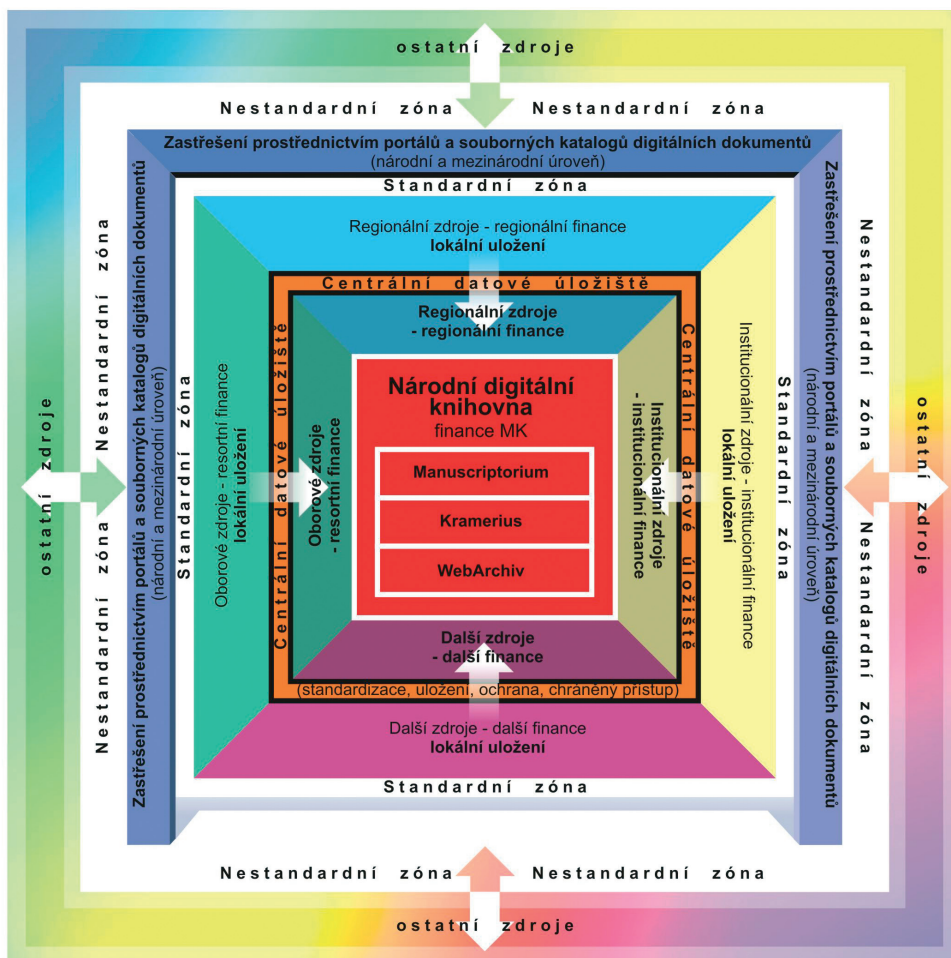 ostatní zdroje
Nestandardní zóna Nestandardní zóna
Zastřešení prostřednictvím portálů a souborných katalogů digitálních dokumentů
(národní a mezinárodní úroveň)
Standardní zóna
Regionální zdroje - regionální finance
lokální uložení
Centrální datové úložiště
Regionální zdroje
- regionální finance
Národní digitální
knihovna
finance MK
Manuscriptorium
Kramerius
WebArchiv
Další zdroje
- další finance
(standardizace, uložení, ochrana, chráněný přístup)
Další zdroje - další finance
lokální uložení
Standardní zóna
Nestandardní zóna Nestandardní zóna
ostatní zdroje
ostatní zdroje
Nestandardní zóna Nestandardní zóna
Zastřešení prostřednictvím portálů a souborných katalogů digitálních dokumentů
(národní a mezinárodní úroveň)
Standardní zóna
Oborové zdroje - resortní finance
lokální uložení
Centrální datové úložiště
Oborové zdroje
- resortní finance
Institucionální zdroje
- institucionální finance
Centrální datové úložiště
Institucionální zdroje - institucionální finance
lokální uložení
Standardní zóna
Zastřešení prostřednictvím portálů a souborných katalogů digitálních dokumentů
(národní a mezinárodní úroveň)
Nestandardní zóna Nestandardní zóna
ostatní zdroje